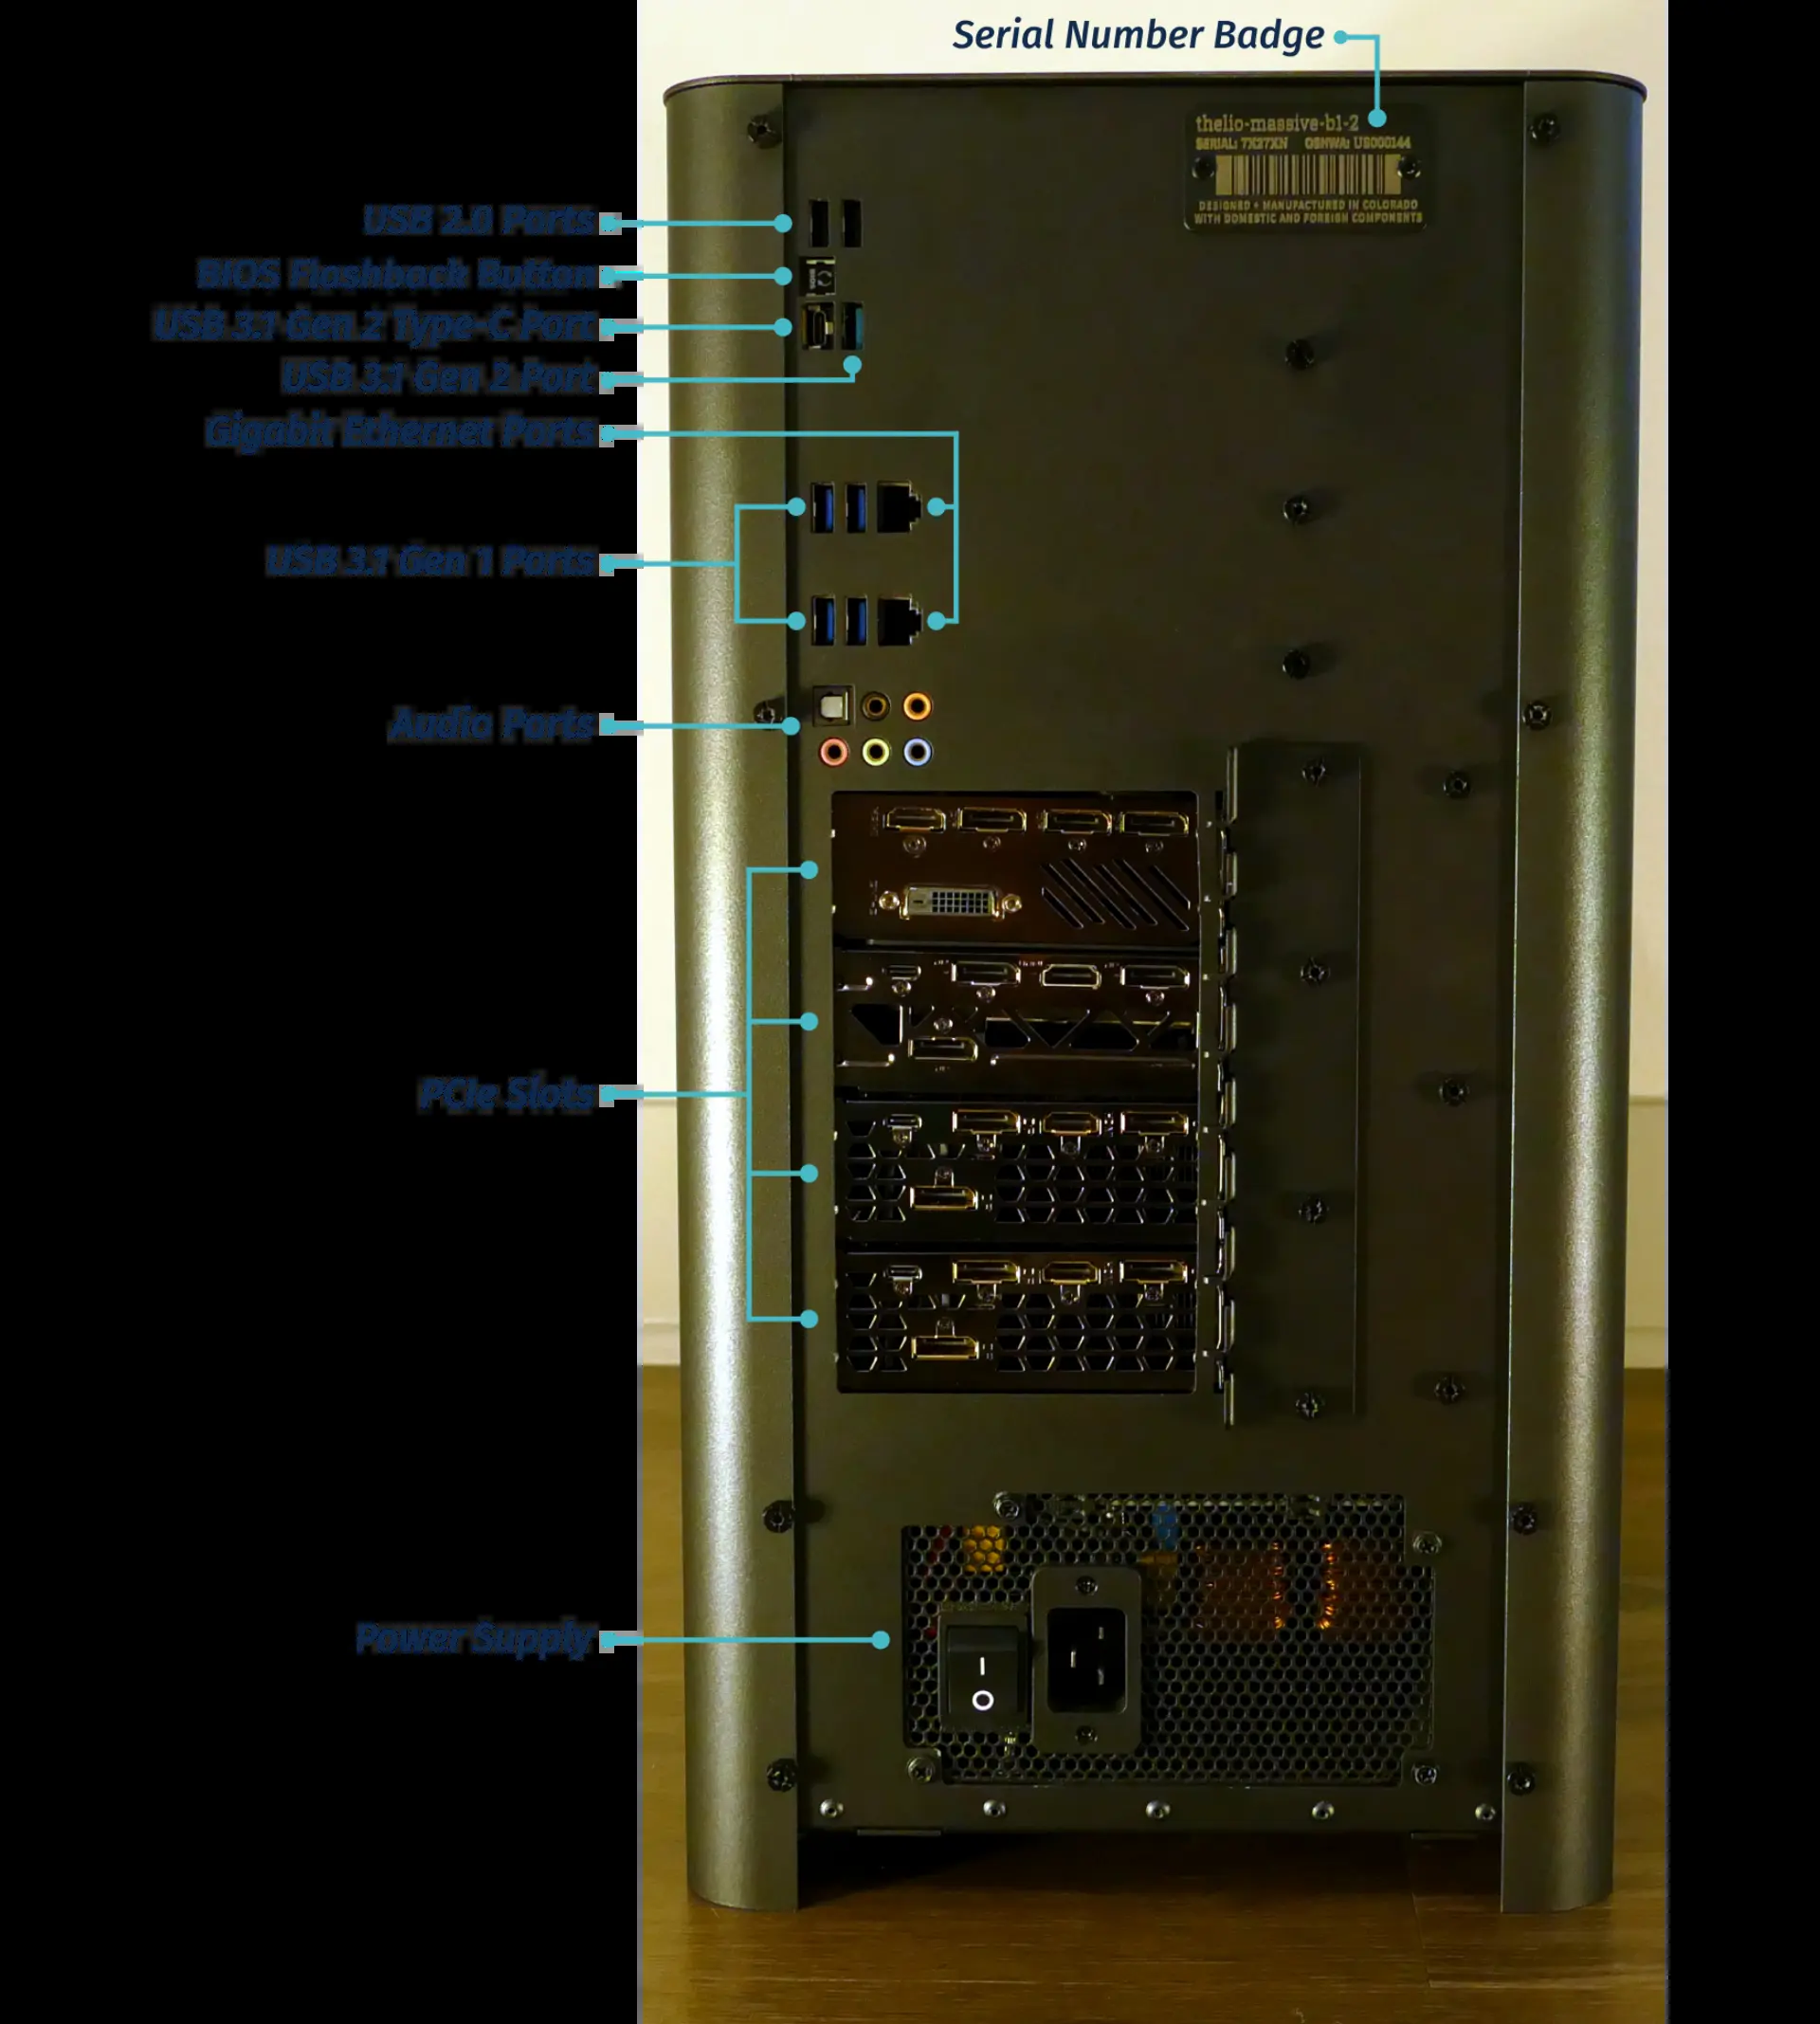 Serial Number Badge
thelio-massive-b1-2
SERIAL: 7X27XN OSHWA: US000144
DESIGNED + MANUFACTURED IN COLORADO
WITH DOMESTIC AND FOREIGN COMPONENTS
USB 2.0 Ports
BIOS Flashback Button
BIOS
USB 3.1 Gen 2 Type-C Port
USB 3.1 Gen 2 Port
Gigabit Ethernet Ports
USB 3.1 Gen 1 Ports
Audio Ports
PCIe Slots
Power Supply